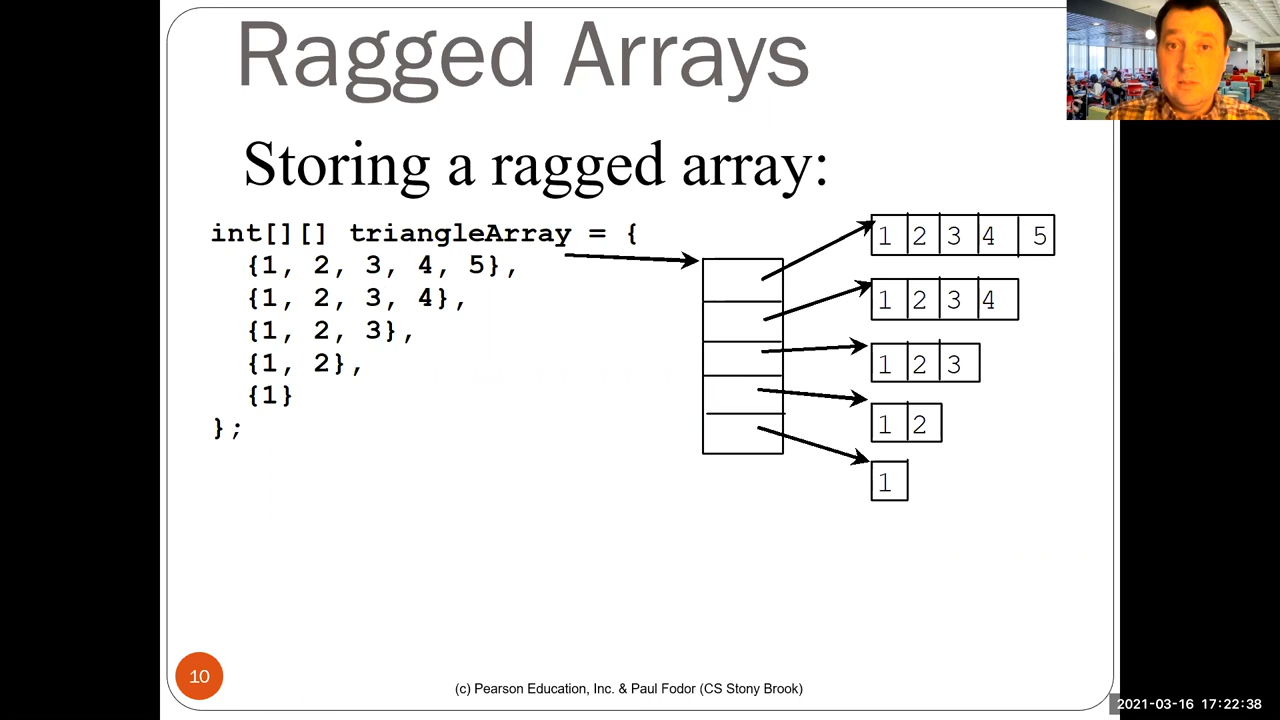 Ragged Arrays
Storing a ragged array:
int[][] triangleArray = {
{1, 2, 3, 4, 5},
{1, 2, 3, 4},
{1, 2, 3},
{1, 2},
{1}
};
1 2 3 4 5
1 2 3 4
1 2 3
1 2
1
10
(c) Pearson Education, Inc. & Paul Fodor (CS Stony Brook)
2021-03-16 17:22:38